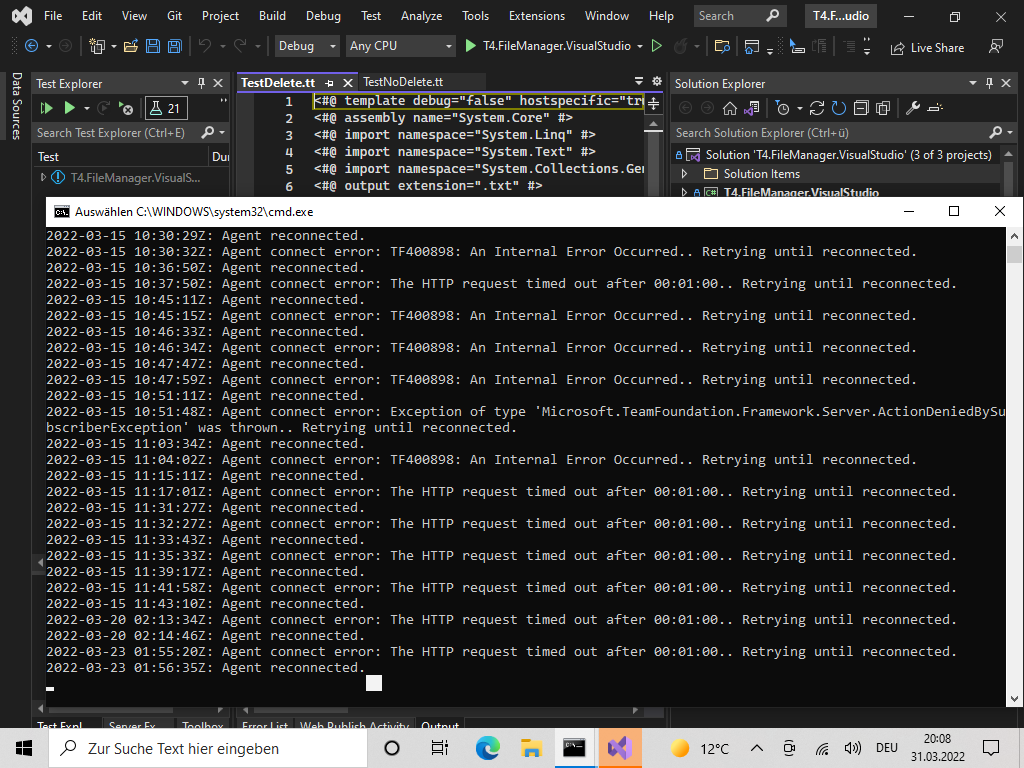 File Edit View Git Project Build Debug Test Analyze Tools Extensions Window Help Search T4.F...udio
Debug Any CPU T4.FileManager.VisualStudio Live Share
Data Sources
Test Explorer
21
Search Test Explorer (Ctrl+E)
Test Dur
T4.FileManager.VisualS...
TestDelete.tt TestNoDelete.tt
1 <#@ template debug="false" hostspecific="tr
2 <#@ assembly name="System.Core" #>
3 <#@ import namespace="System.Linq" #>
4 <#@ import namespace="System.Text" #>
5 <#@ import namespace="System.Collections.Gen
6 <#@ output extension=".txt" #>
Solution Explorer
Search Solution Explorer (Ctrl+ü)
Solution 'T4.FileManager.VisualStudio' (3 of 3 projects)
Solution Items
C# T4.FileManager.VisualStudio
Auswählen C:\WINDOWS\system32\cmd.exe
2022-03-15 10:30:29Z: Agent reconnected.
2022-03-15 10:30:32Z: Agent connect error: TF400898: An Internal Error Occurred.. Retrying until reconnected.
2022-03-15 10:36:50Z: Agent reconnected.
2022-03-15 10:37:50Z: Agent connect error: The HTTP request timed out after 00:01:00.. Retrying until reconnected.
2022-03-15 10:45:11Z: Agent reconnected.
2022-03-15 10:45:15Z: Agent connect error: TF400898: An Internal Error Occurred.. Retrying until reconnected.
2022-03-15 10:46:33Z: Agent reconnected.
2022-03-15 10:46:34Z: Agent connect error: TF400898: An Internal Error Occurred.. Retrying until reconnected.
2022-03-15 10:47:47Z: Agent reconnected.
2022-03-15 10:47:59Z: Agent connect error: TF400898: An Internal Error Occurred.. Retrying until reconnected.
2022-03-15 10:51:11Z: Agent reconnected.
2022-03-15 10:51:48Z: Agent connect error: Exception of type 'Microsoft.TeamFoundation.Framework.Server.ActionDeniedBySu
bscriberException' was thrown.. Retrying until reconnected.
2022-03-15 11:03:34Z: Agent reconnected.
2022-03-15 11:04:02Z: Agent connect error: TF400898: An Internal Error Occurred.. Retrying until reconnected.
2022-03-15 11:15:11Z: Agent reconnected.
2022-03-15 11:17:01Z: Agent connect error: The HTTP request timed out after 00:01:00.. Retrying until reconnected.
2022-03-15 11:31:27Z: Agent reconnected.
2022-03-15 11:32:27Z: Agent connect error: The HTTP request timed out after 00:01:00.. Retrying until reconnected.
2022-03-15 11:33:43Z: Agent reconnected.
2022-03-15 11:35:33Z: Agent connect error: The HTTP request timed out after 00:01:00.. Retrying until reconnected.
2022-03-15 11:39:17Z: Agent reconnected.
2022-03-15 11:41:58Z: Agent connect error: The HTTP request timed out after 00:01:00.. Retrying until reconnected.
2022-03-15 11:43:10Z: Agent reconnected.
2022-03-20 02:13:34Z: Agent connect error: The HTTP request timed out after 00:01:00.. Retrying until reconnected.
2022-03-20 02:14:46Z: Agent reconnected.
2022-03-23 01:55:20Z: Agent connect error: The HTTP request timed out after 00:01:00.. Retrying until reconnected.
2022-03-23 01:56:35Z: Agent reconnected.
Test Expl... Server Ex... Toolbox Error List Web Publish Activity Output
Zur Suche Text hier eingeben
12°C DEU 20:08
31.03.2022